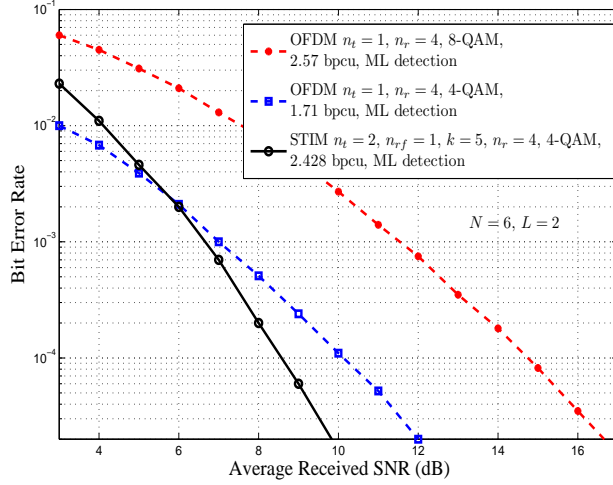 10⁻¹
10⁻²
10⁻³
10⁻⁴
Bit Error Rate
OFDM n_t = 1, n_r = 4, 8-QAM,
2.57 bpcu, ML detection
OFDM n_t = 1, n_r = 4, 4-QAM,
1.71 bpcu, ML detection
STIM n_t = 2, n_{rf} = 1, k = 5, n_r = 4, 4-QAM,
2.428 bpcu, ML detection
N = 6, L = 2
4 6 8 10 12 14 16
Average Received SNR (dB)